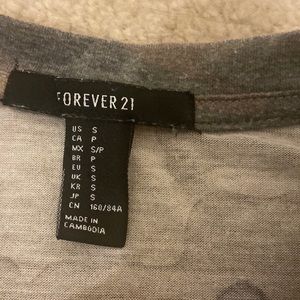 FOREVER 21
US S
CA P
MX S/P
BR P
EU S
UK S
KR S
JP S
CN 160/84A
MADE IN
CAMBODIA